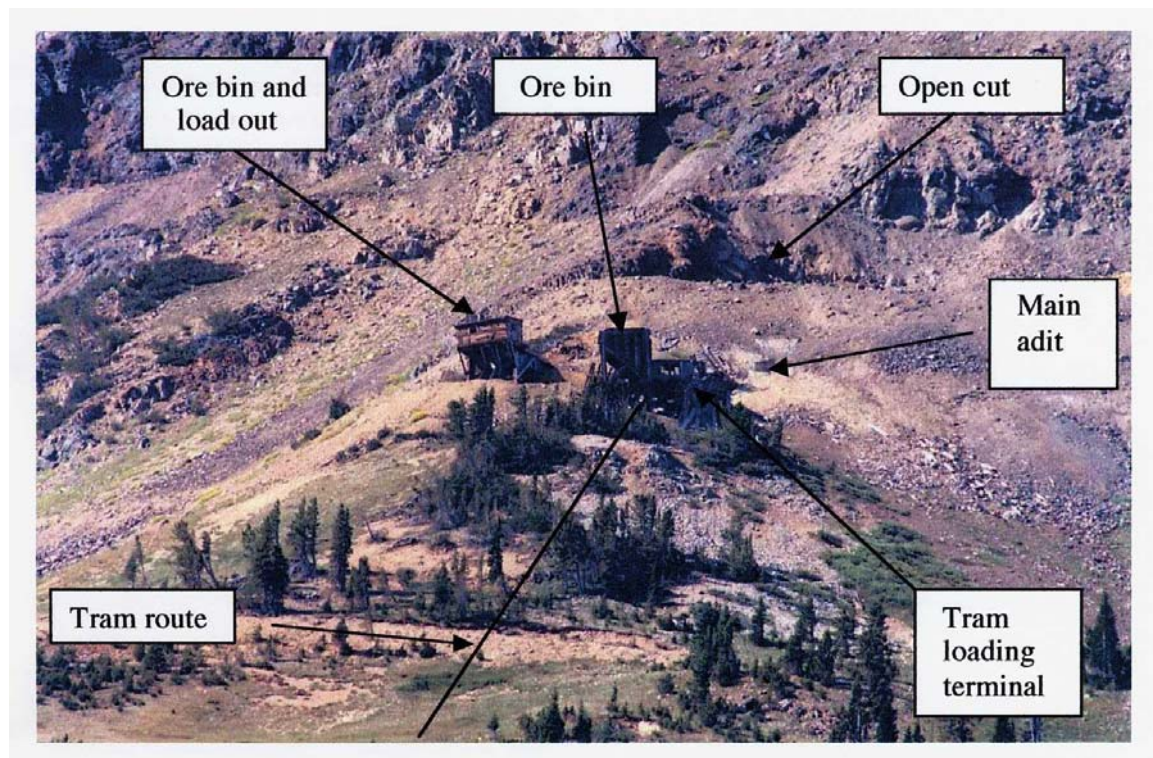 Ore bin and
load out
Ore bin
Open cut
Main
adit
Tram route
Tram
loading
terminal